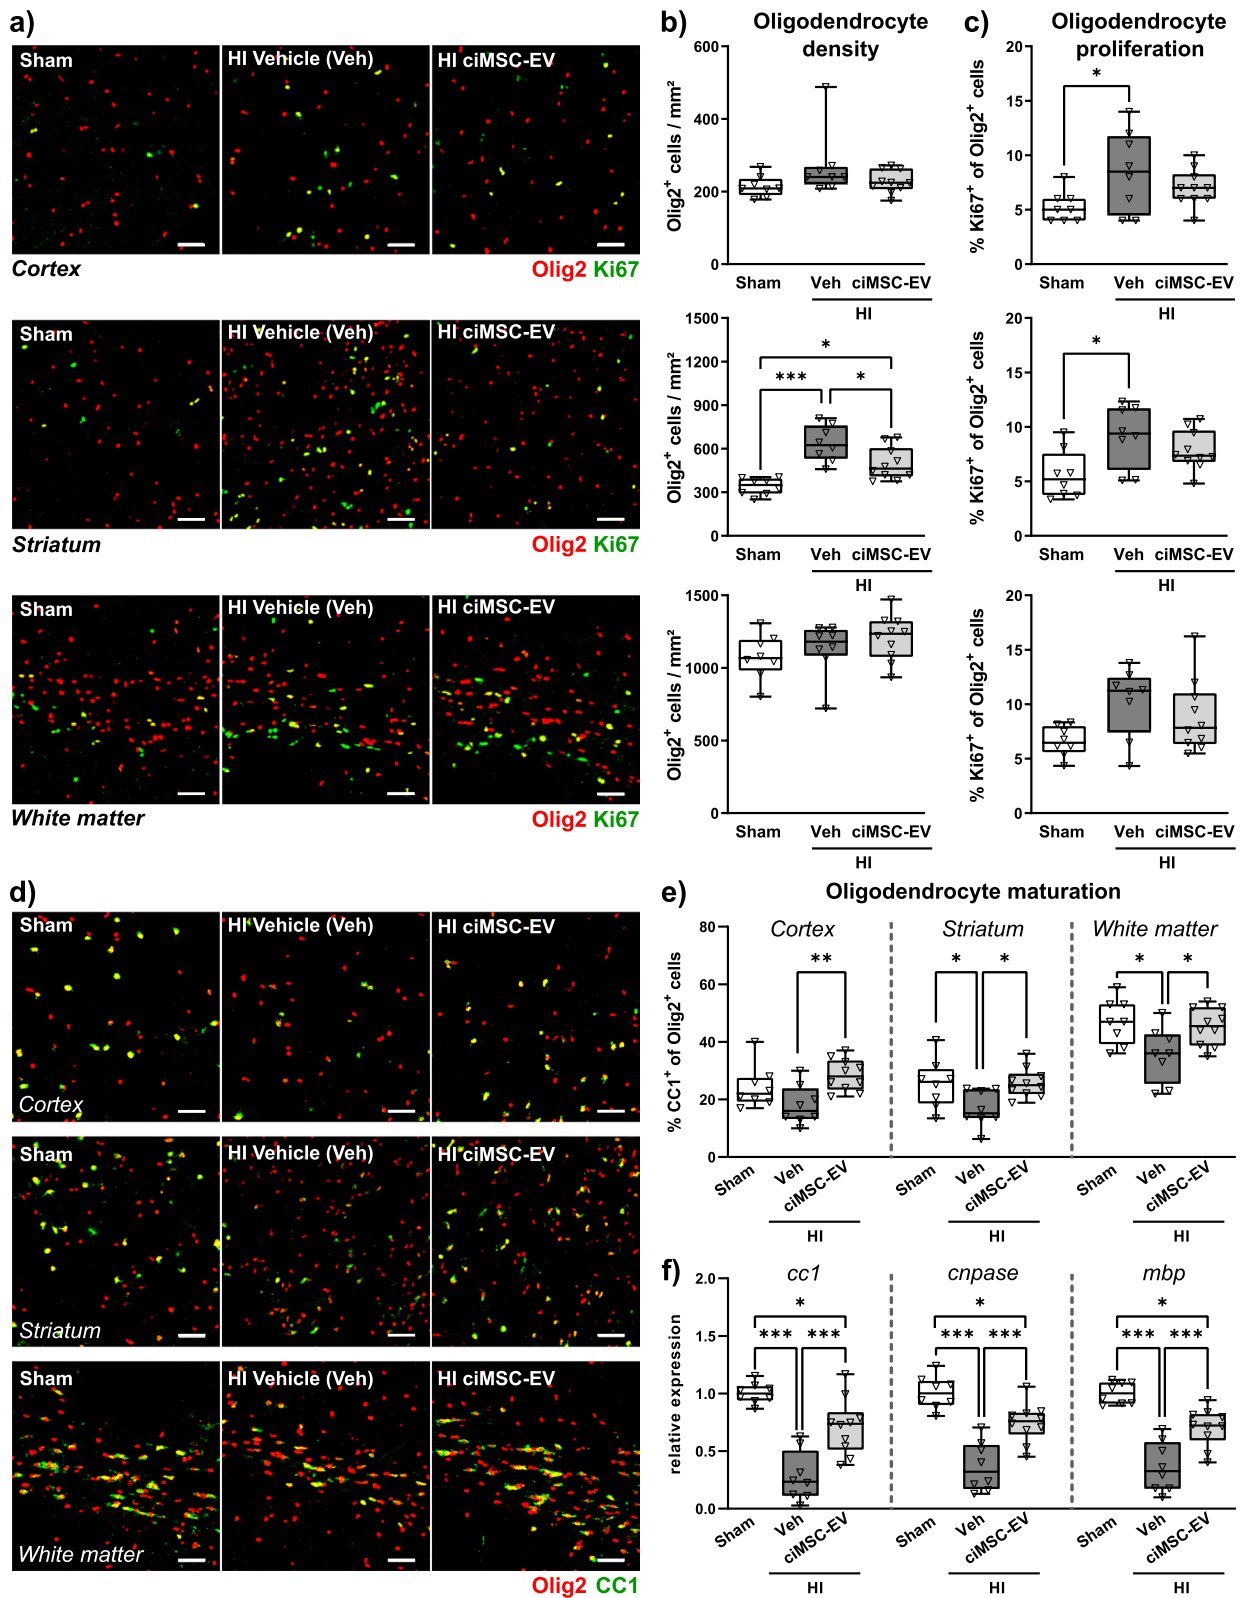 a)
Sham
HI Vehicle (Veh)
HI ciMSC-EV
Cortex
Olig2 Ki67
Sham
HI Vehicle (Veh)
HI ciMSC-EV
Striatum
Olig2 Ki67
Sham
HI Vehicle (Veh)
HI ciMSC-EV
White matter
Olig2 Ki67
b)
Oligodendrocyte
density
Olig2⁺ cells / mm²
600
400
200
0
Sham
Veh
ciMSC-EV
HI
Olig2⁺ cells / mm²
1500
1200
900
600
300
0
*
***
*
Sham
Veh
ciMSC-EV
HI
Olig2⁺ cells / mm²
1500
1000
500
0
Sham
Veh
ciMSC-EV
HI
c)
Oligodendrocyte
proliferation
% Ki67⁺ of Olig2⁺ cells
20
15
10
5
0
*
Sham
Veh
ciMSC-EV
HI
% Ki67⁺ of Olig2⁺ cells
20
15
10
5
0
*
Sham
Veh
ciMSC-EV
HI
% Ki67⁺ of Olig2⁺ cells
20
15
10
5
0
Sham
Veh
ciMSC-EV
HI
d)
Sham
HI Vehicle (Veh)
HI ciMSC-EV
Cortex
Sham
HI Vehicle (Veh)
HI ciMSC-EV
Striatum
Sham
HI Vehicle (Veh)
HI ciMSC-EV
White matter
Olig2 CC1
e)
Oligodendrocyte maturation
% CC1⁺ of Olig2⁺ cells
80
60
40
20
0
Cortex
**
Sham
Veh
ciMSC-EV
HI
Striatum
*
*
Sham
Veh
ciMSC-EV
HI
White matter
*
*
Sham
Veh
ciMSC-EV
HI
f)
relative expression
2.0
1.5
1.0
0.5
0.0
cc1
*
***
***
Sham
Veh
ciMSC-EV
HI
cnpase
*
***
***
Sham
Veh
ciMSC-EV
HI
mbp
*
***
***
Sham
Veh
ciMSC-EV
HI